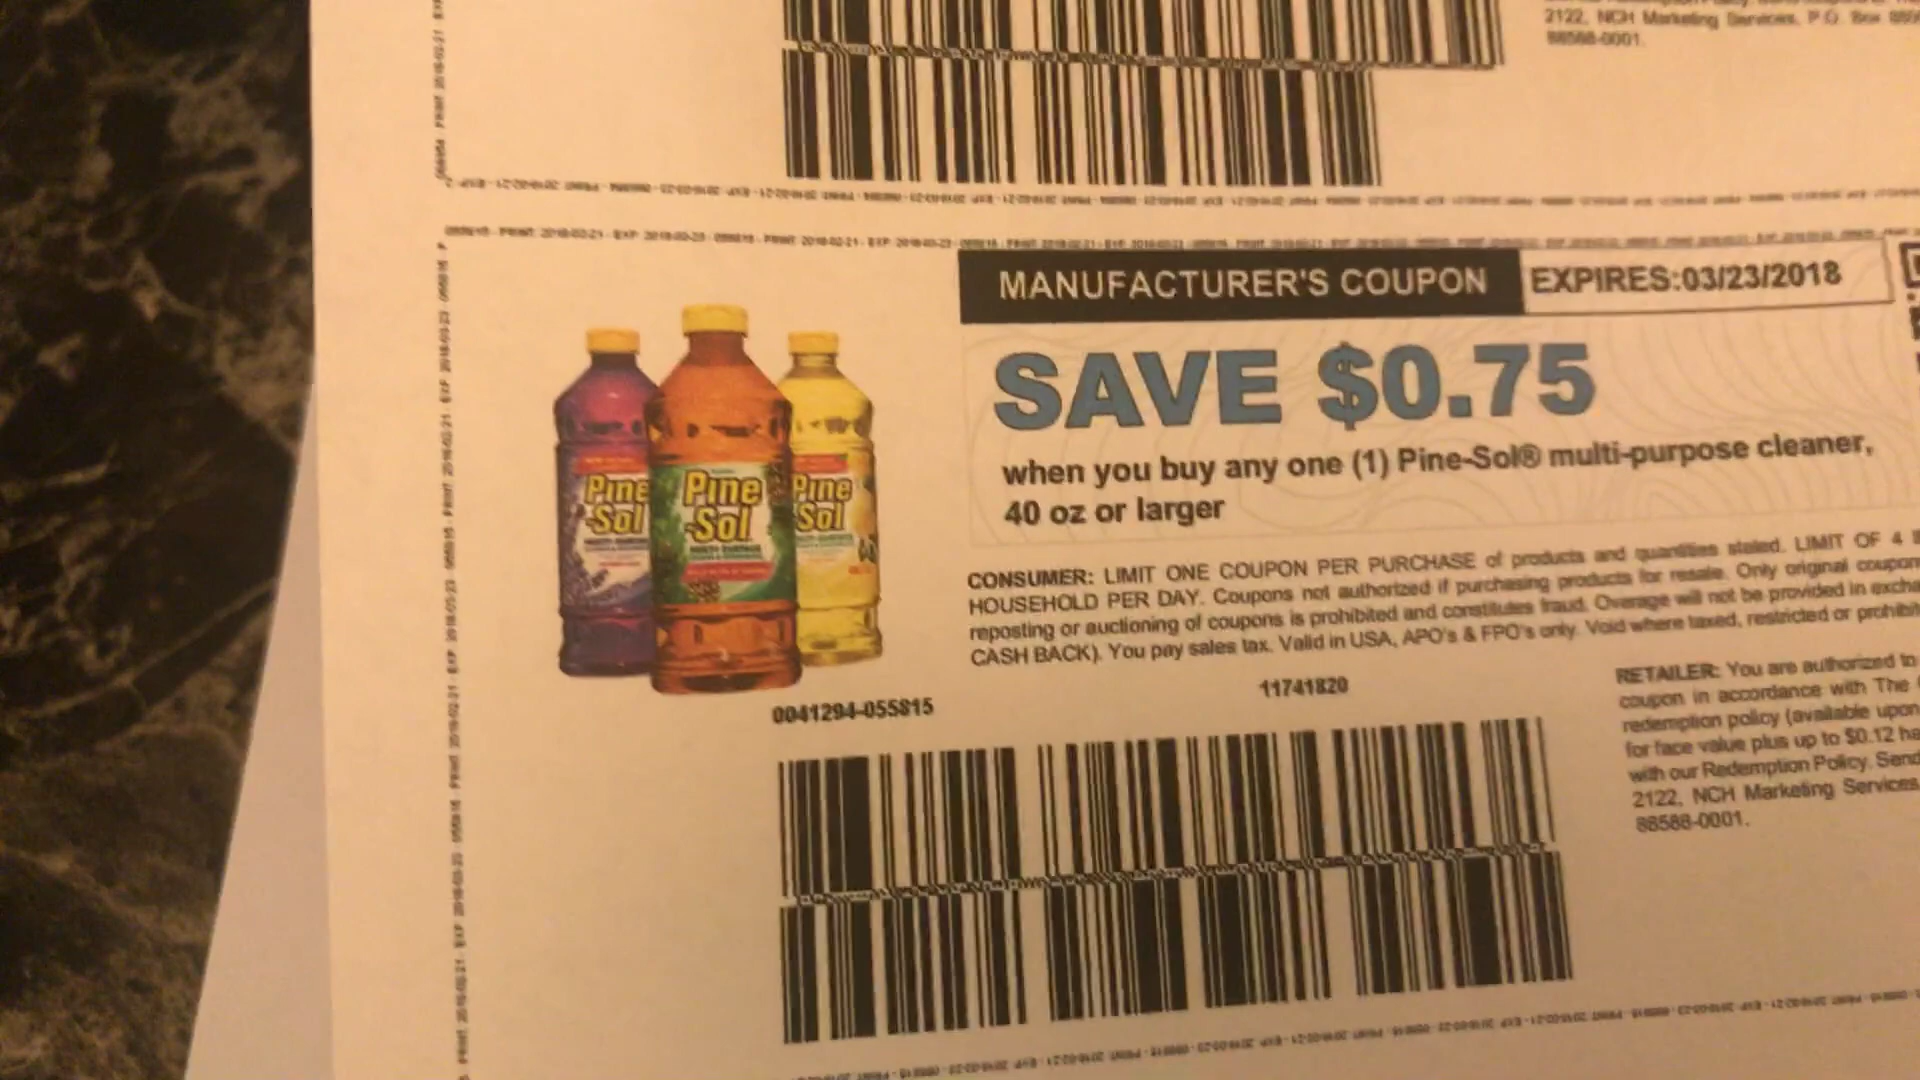 2122, NCH Marketing Services, P.O. Box
88588-0001.
MANUFACTURER'S COUPON EXPIRES:03/23/2018
SAVE $0.75
when you buy any one (1) Pine-Sol® multi-purpose cleaner,
40 oz or larger
Pine Sol
Pine Sol
Pine Sol
CONSUMER: LIMIT ONE COUPON PER PURCHASE of products and quantities stated. LIMIT OF 4
HOUSEHOLD PER DAY. Coupons not authorized if purchasing products for resale. Only original coupon
reposting or auctioning of coupons is prohibited and constitutes fraud. Overage will not be provided in
CASH BACK). You pay sales tax. Valid in USA, APO's & FPO's only. Void where taxed, restricted or
0041294-055815
11741820
RETAILER: You are authorized to
coupon in accordance with The
redemption policy (available upon
for face value plus up to $0.12
with our Redemption Policy. Send
2122, NCH Marketing Services,
88588-0001.